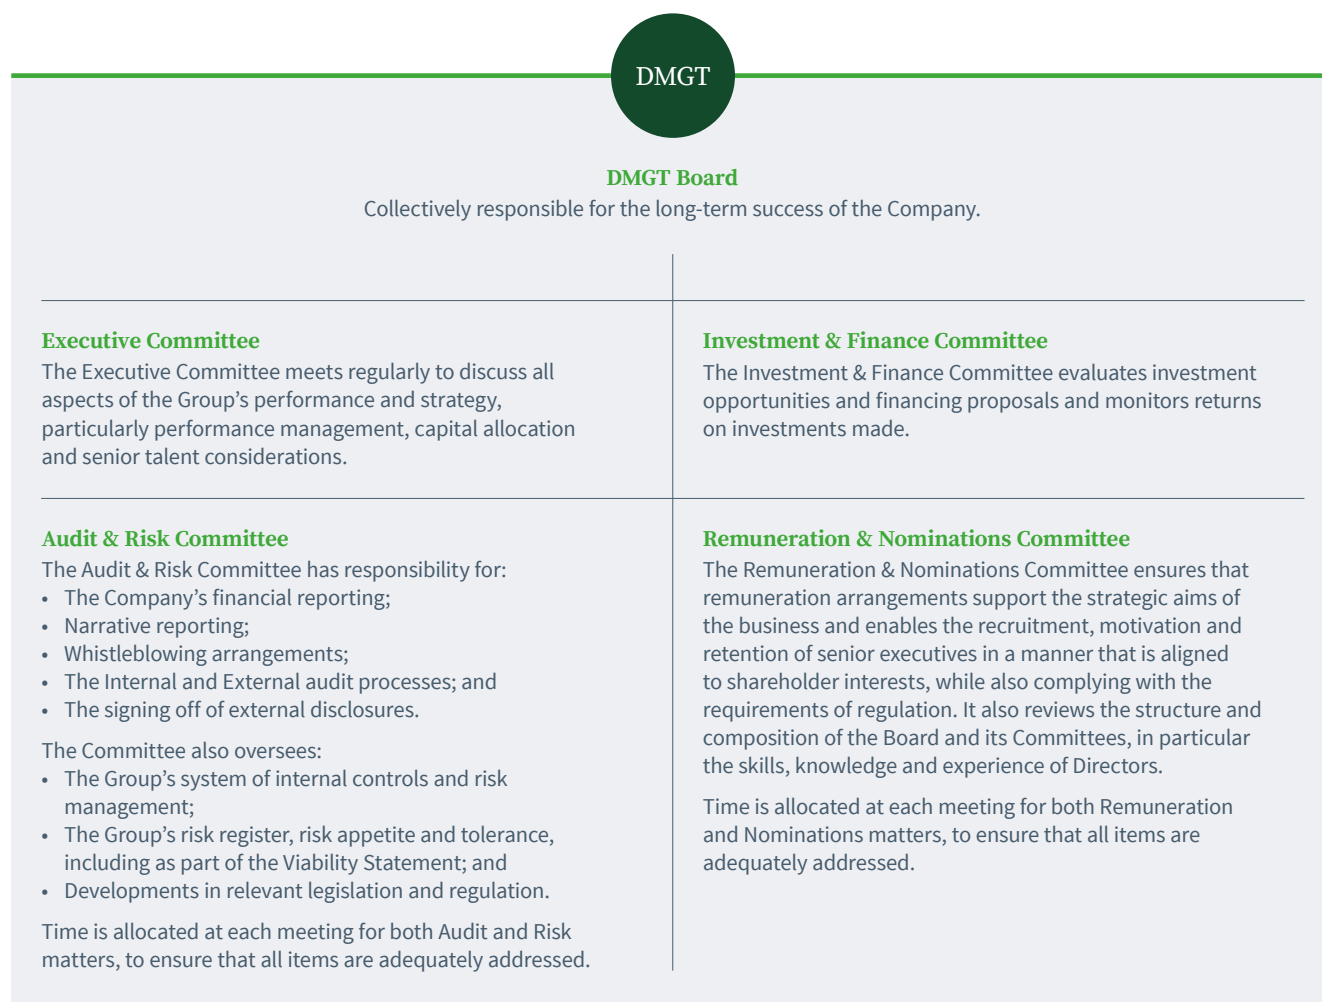 DMGT
DMGT Board
Collectively responsible for the long-term success of the Company.
Executive Committee
The Executive Committee meets regularly to discuss all
aspects of the Group’s performance and strategy,
particularly performance management, capital allocation
and senior talent considerations.
Investment & Finance Committee
The Investment & Finance Committee evaluates investment
opportunities and financing proposals and monitors returns
on investments made.
Audit & Risk Committee
The Audit & Risk Committee has responsibility for:
• The Company’s financial reporting;
• Narrative reporting;
• Whistleblowing arrangements;
• The Internal and External audit processes; and
• The signing off of external disclosures.
The Committee also oversees:
• The Group’s system of internal controls and risk
management;
• The Group’s risk register, risk appetite and tolerance,
including as part of the Viability Statement; and
• Developments in relevant legislation and regulation.
Time is allocated at each meeting for both Audit and Risk
matters, to ensure that all items are adequately addressed.
Remuneration & Nominations Committee
The Remuneration & Nominations Committee ensures that
remuneration arrangements support the strategic aims of
the business and enables the recruitment, motivation and
retention of senior executives in a manner that is aligned
to shareholder interests, while also complying with the
requirements of regulation. It also reviews the structure and
composition of the Board and its Committees, in particular
the skills, knowledge and experience of Directors.
Time is allocated at each meeting for both Remuneration
and Nominations matters, to ensure that all items are
adequately addressed.